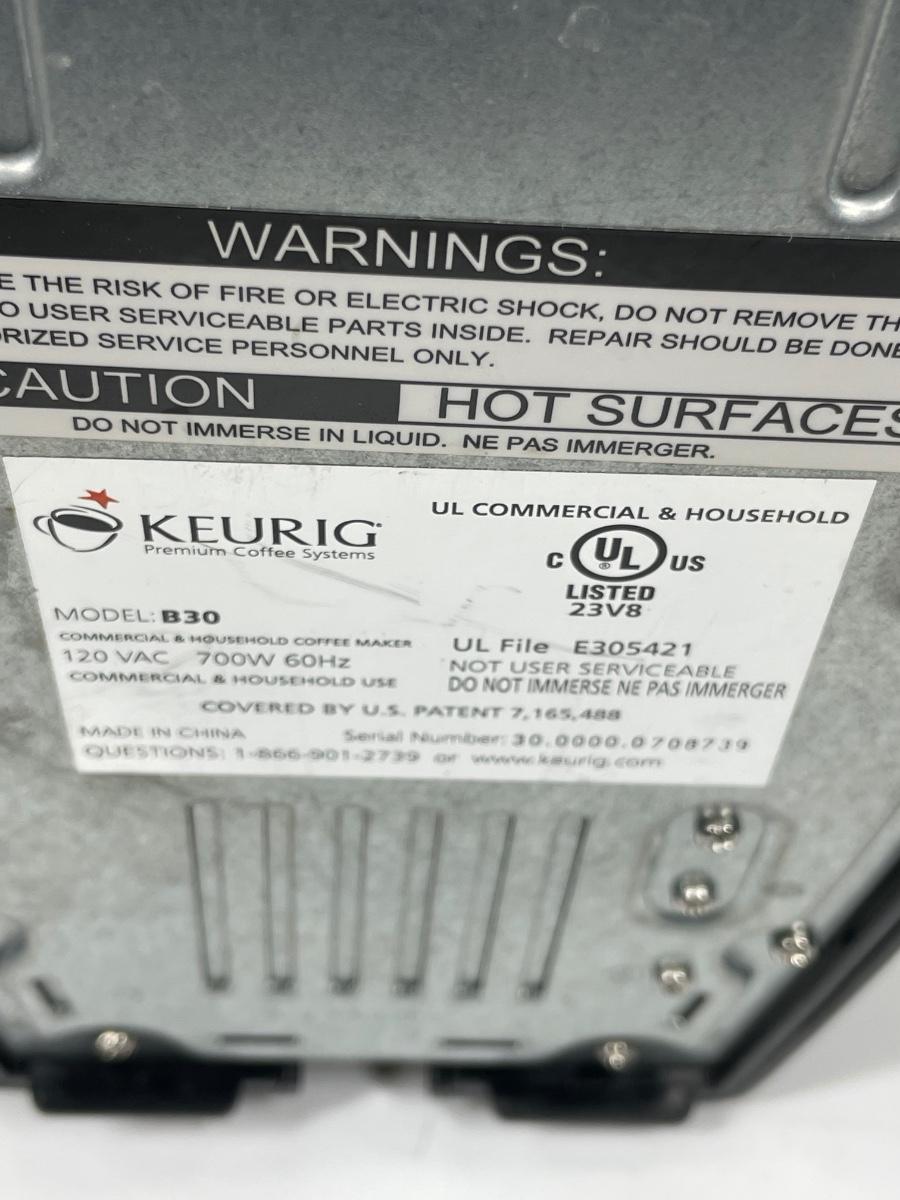 WARNINGS:
E THE RISK OF FIRE OR ELECTRIC SHOCK, DO NOT REMOVE TH
O USER SERVICEABLE PARTS INSIDE. REPAIR SHOULD BE DONE
RIZED SERVICE PERSONNEL ONLY.
CAUTION HOT SURFACES
DO NOT IMMERSE IN LIQUID. NE PAS IMMERGER.
KEURIG
Premium Coffee Systems
UL COMMERCIAL & HOUSEHOLD
C UL US
®
LISTED
23V8
MODEL: B30
COMMERCIAL & HOUSEHOLD COFFEE MAKER
120 VAC 700W 60Hz
COMMERCIAL & HOUSEHOLD USE
UL File E305421
NOT USER SERVICEABLE
DO NOT IMMERSE NE PAS IMMERGER
COVERED BY U.S. PATENT 7,165,488
MADE IN CHINA Serial Number: 30.0000.0708739
QUESTIONS: 1-866-901-2739 or www.keurig.com